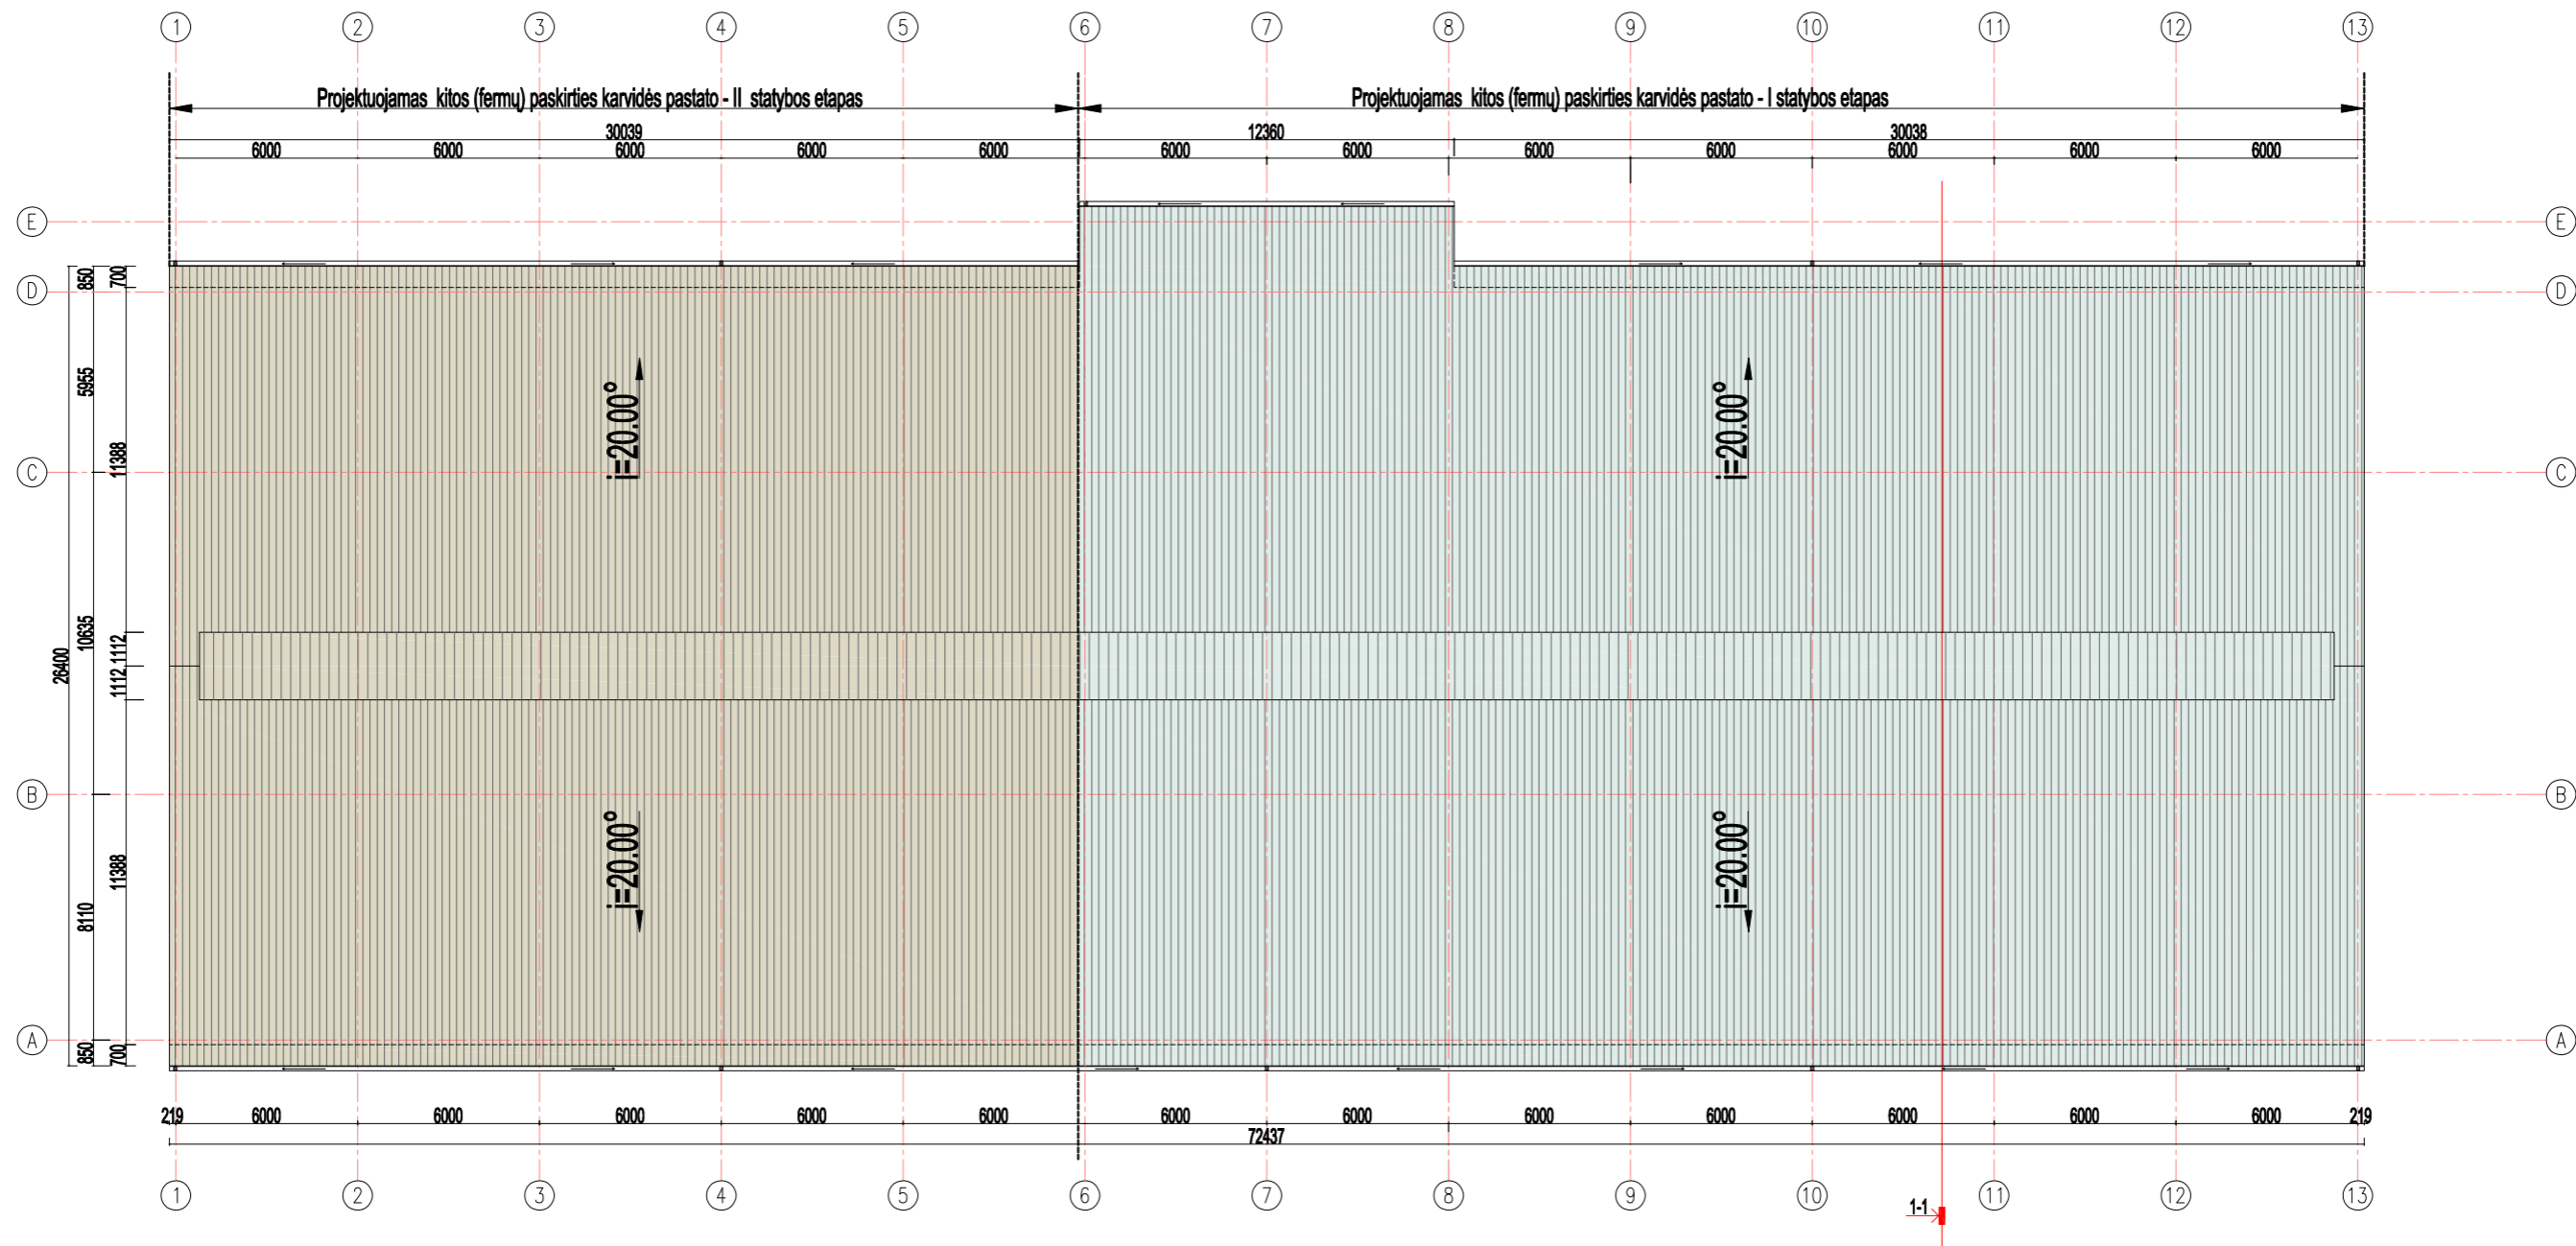 1 2 3 4 5 6 7 8 9 10 11 12 13
Projektuojamas kitos (fermų) paskirties karvidės pastato - II statybos etapas
Projektuojamas kitos (fermų) paskirties karvidės pastato - I statybos etapas
30039 12360 30038
6000 6000 6000 6000 6000 6000 6000 6000 6000 6000 6000 6000
E E
850 700
D D
5955
i=20.00° i=20.00°
11388
C C
10635
1112
26400
1112
B B
i=20.00° i=20.00°
11388
8110
A A
850 700
219 6000 6000 6000 6000 6000 6000 6000 6000 6000 6000 6000 6000 219
72437
1 2 3 4 5 6 7 8 9 10 11 12 13
1-1